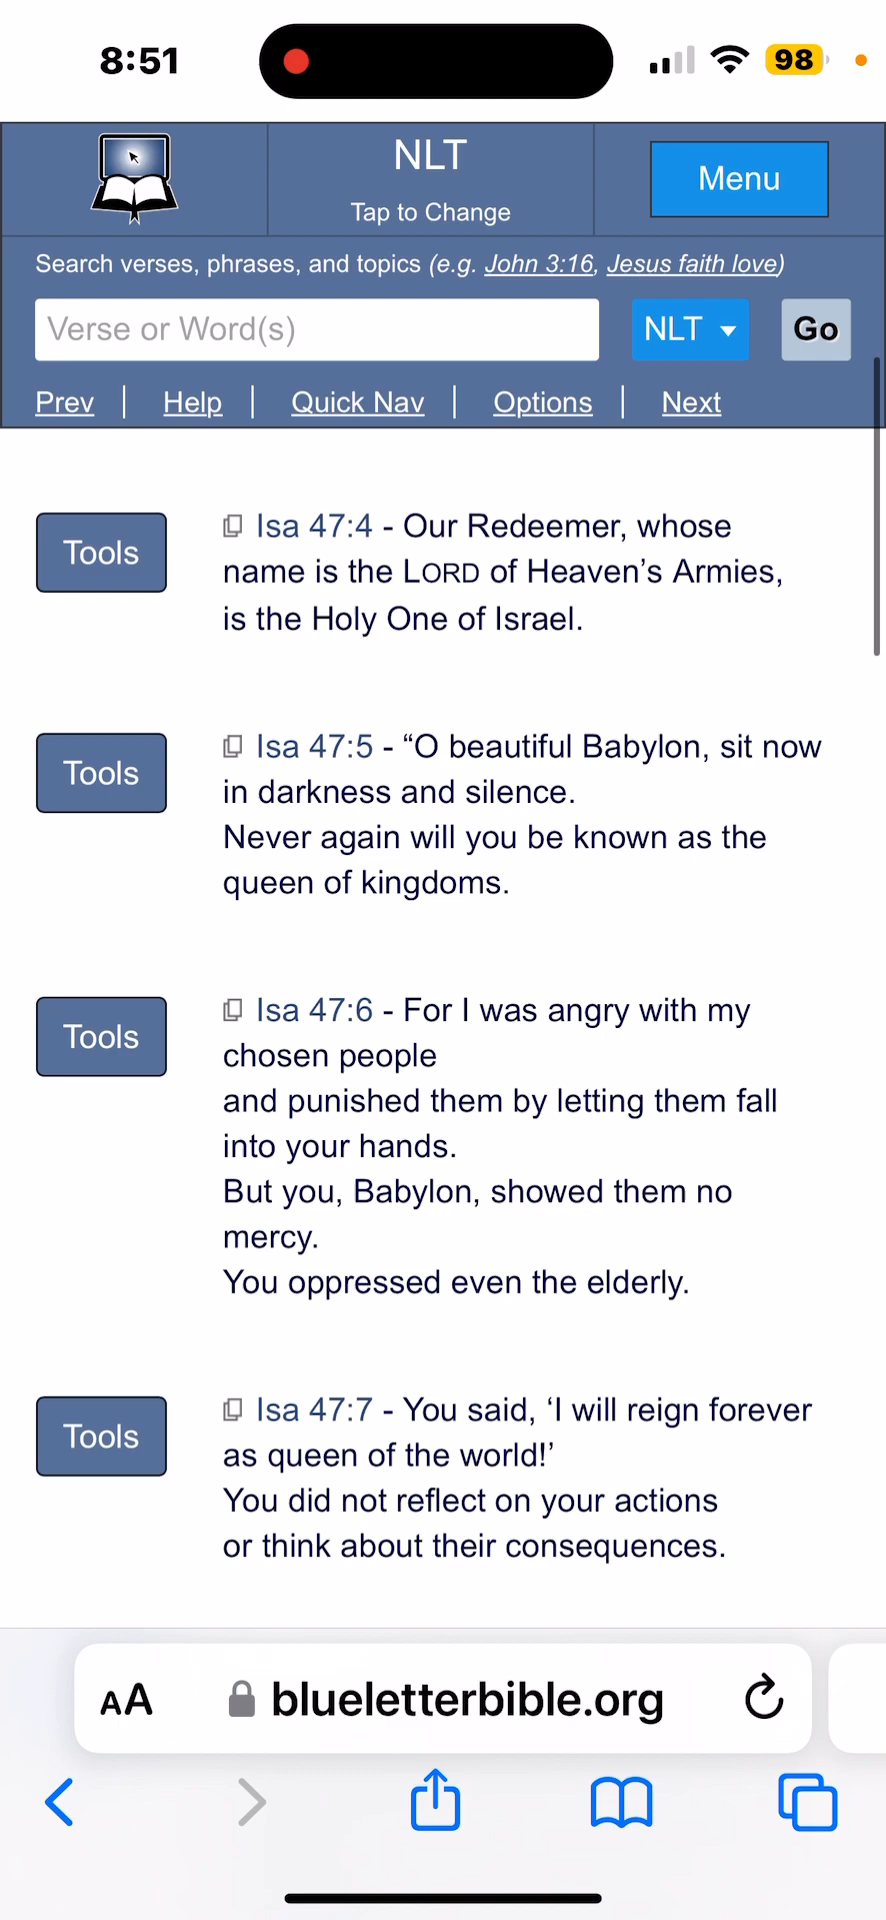 8:51
98
NLT
Tap to Change
Menu
Search verses, phrases, and topics (e.g. John 3:16, Jesus faith love)
Verse or Word(s)
NLT
Go
Prev | Help | Quick Nav | Options | Next
Tools
Isa 47:4 - Our Redeemer, whose
name is the LORD of Heaven’s Armies,
is the Holy One of Israel.
Tools
Isa 47:5 - “O beautiful Babylon, sit now
in darkness and silence.
Never again will you be known as the
queen of kingdoms.
Tools
Isa 47:6 - For I was angry with my
chosen people
and punished them by letting them fall
into your hands.
But you, Babylon, showed them no
mercy.
You oppressed even the elderly.
Tools
Isa 47:7 - You said, ‘I will reign forever
as queen of the world!’
You did not reflect on your actions
or think about their consequences.
AA
blueletterbible.org